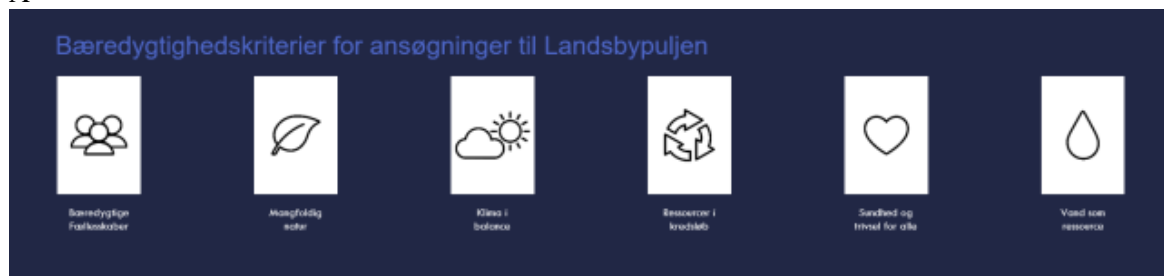 Bæredygtighedskriterier for ansøgninger til Landsbypuljen
Bæredygtige
Fællesskaber
Mangfoldig
natur
Klima i
balance
Ressourcer i
kredsløb
Sundhed og
trivsel for alle
Vand som
ressource